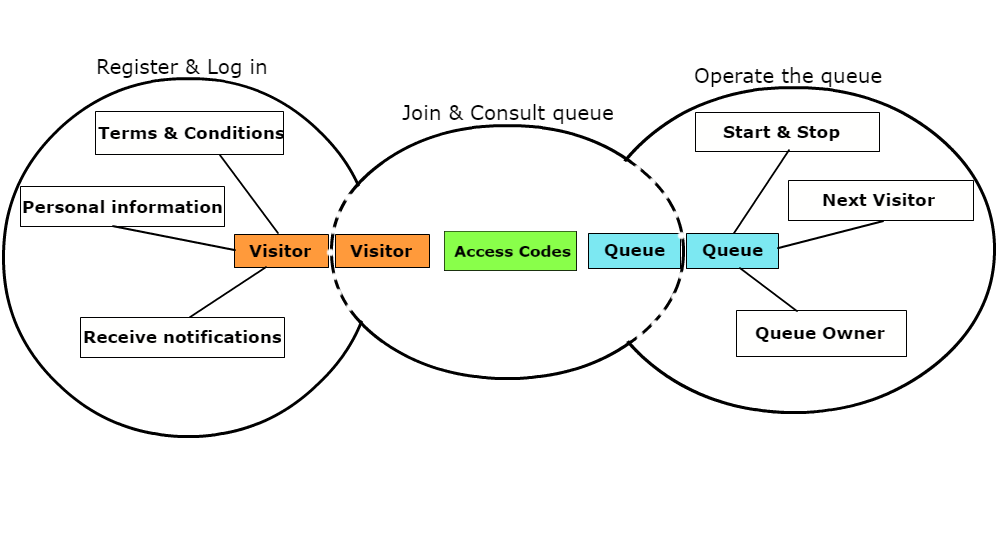 Register & Log in
Join & Consult queue
Operate the queue
Terms & Conditions
Personal information
Visitor
Receive notifications
Visitor
Access Codes
Queue
Queue
Start & Stop
Next Visitor
Queue Owner